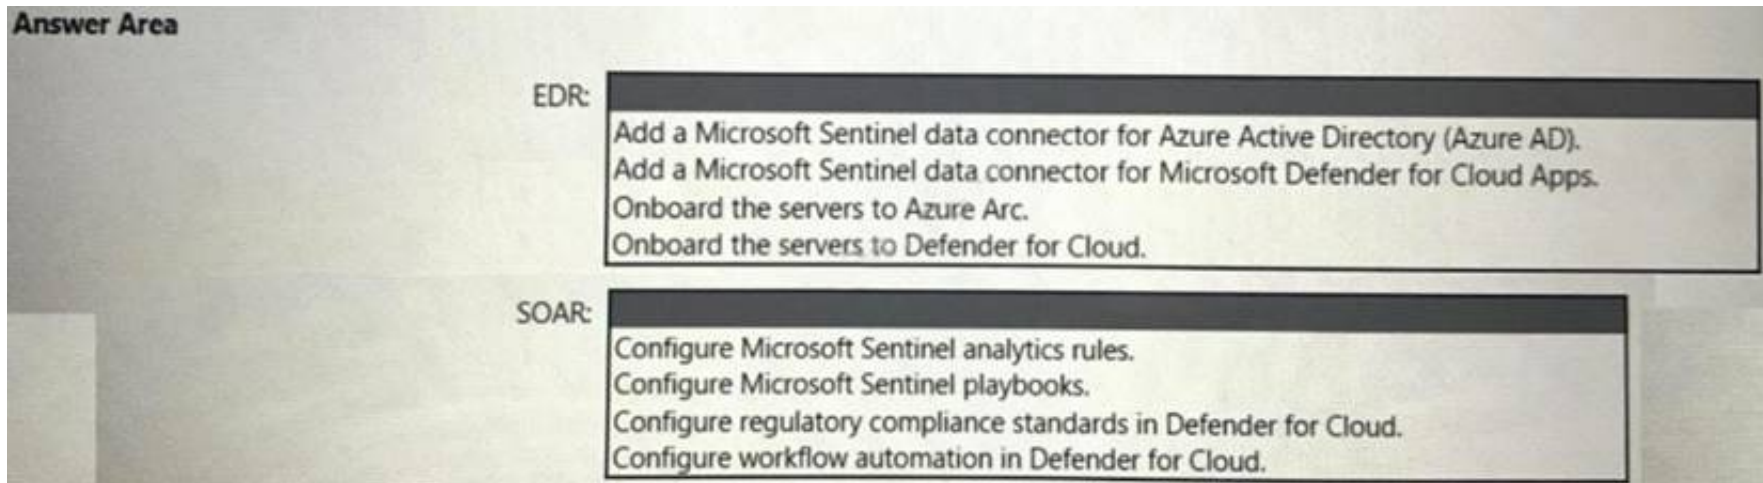 Answer Area
EDR:
Add a Microsoft Sentinel data connector for Azure Active Directory (Azure AD).
Add a Microsoft Sentinel data connector for Microsoft Defender for Cloud Apps.
Onboard the servers to Azure Arc.
Onboard the servers to Defender for Cloud.
SOAR:
Configure Microsoft Sentinel analytics rules.
Configure Microsoft Sentinel playbooks.
Configure regulatory compliance standards in Defender for Cloud.
Configure workflow automation in Defender for Cloud.